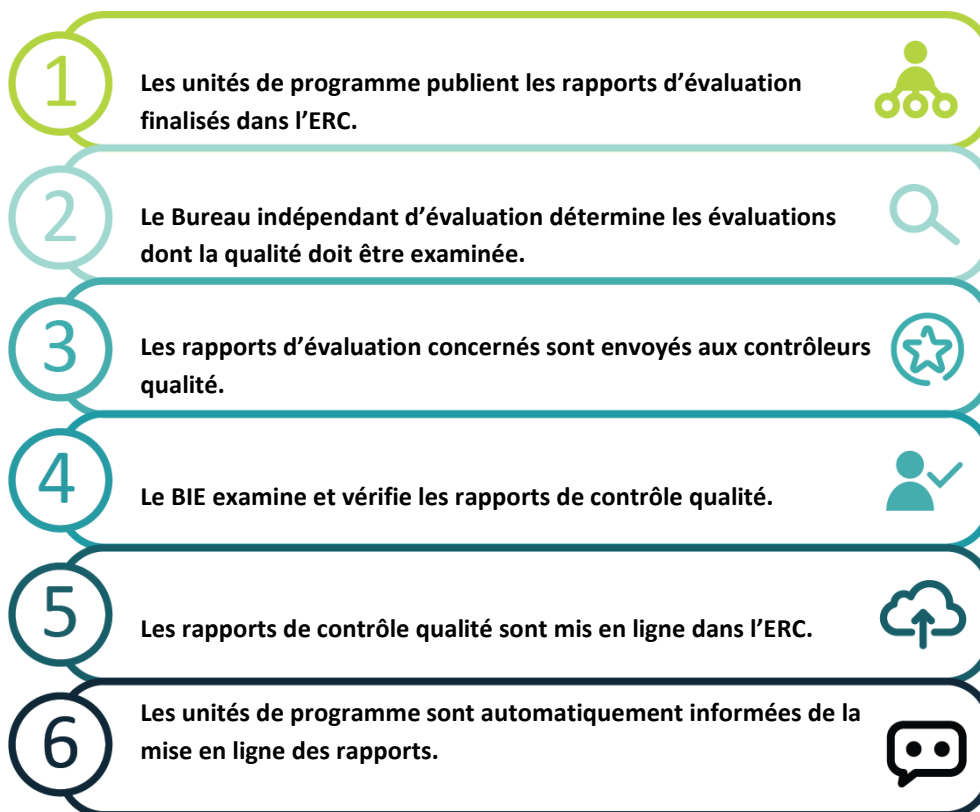 1
Les unités de programme publient les rapports d’évaluation
finalisés dans l’ERC.
2
Le Bureau indépendant d’évaluation détermine les évaluations
dont la qualité doit être examinée.
3
Les rapports d’évaluation concernés sont envoyés aux contrôleurs
qualité.
4
Le BIE examine et vérifie les rapports de contrôle qualité.
5
Les rapports de contrôle qualité sont mis en ligne dans l’ERC.
6
Les unités de programme sont automatiquement informées de la
mise en ligne des rapports.